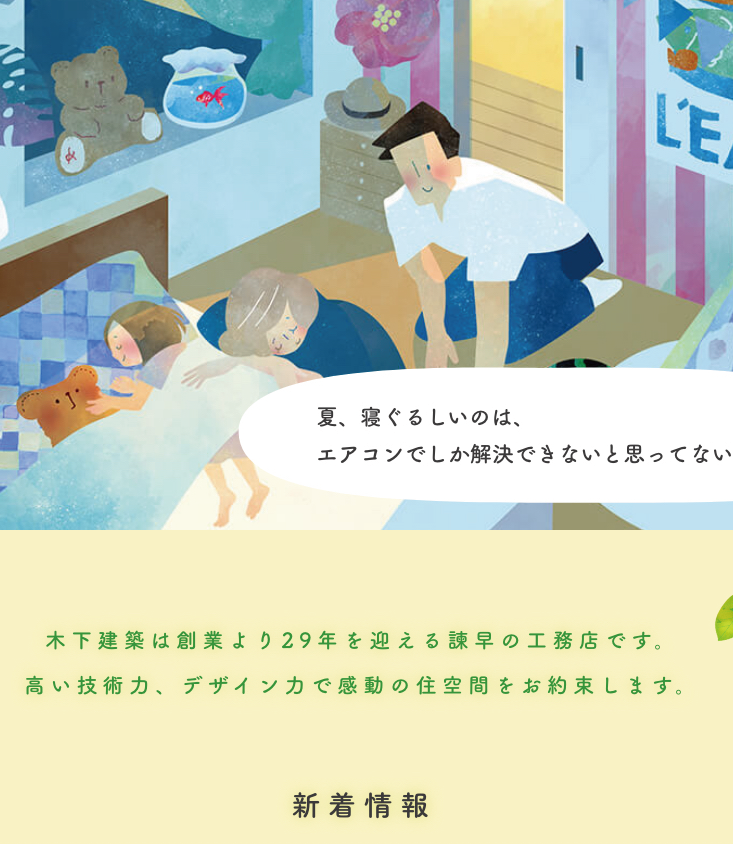 L'EA
夏、寝ぐるしいのは、
エアコンでしか解決できないと思ってない
木下建築は創業より29年を迎える諫早の工務店です。
高い技術力、デザイン力で感動の住空間をお約束します。
新着情報